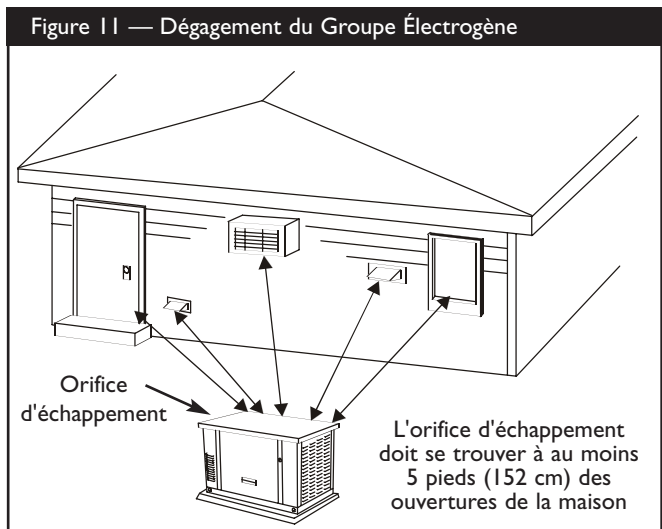 Figure 11 — Dégagement du Groupe Électrogène
Orifice
d'échappement
L'orifice d'échappement
doit se trouver à au moins
5 pieds (152 cm) des
ouvertures de la maison